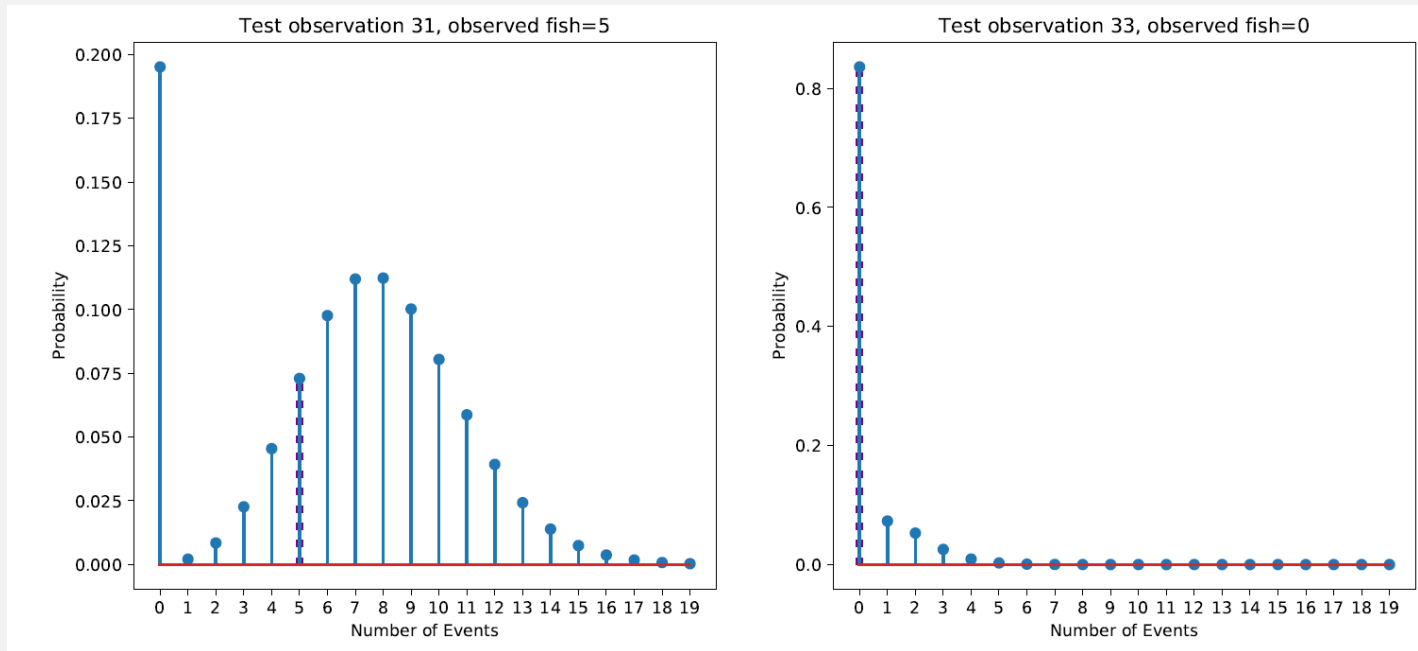 Test observation 31, observed fish=5
0.200
0.175
0.150
0.125
0.100
0.075
0.050
0.025
0.000
Probability
0 1 2 3 4 5 6 7 8 9 10 11 12 13 14 15 16 17 18 19
Number of Events
Test observation 33, observed fish=0
0.8
0.6
0.4
0.2
0.0
Probability
0 1 2 3 4 5 6 7 8 9 10 11 12 13 14 15 16 17 18 19
Number of Events